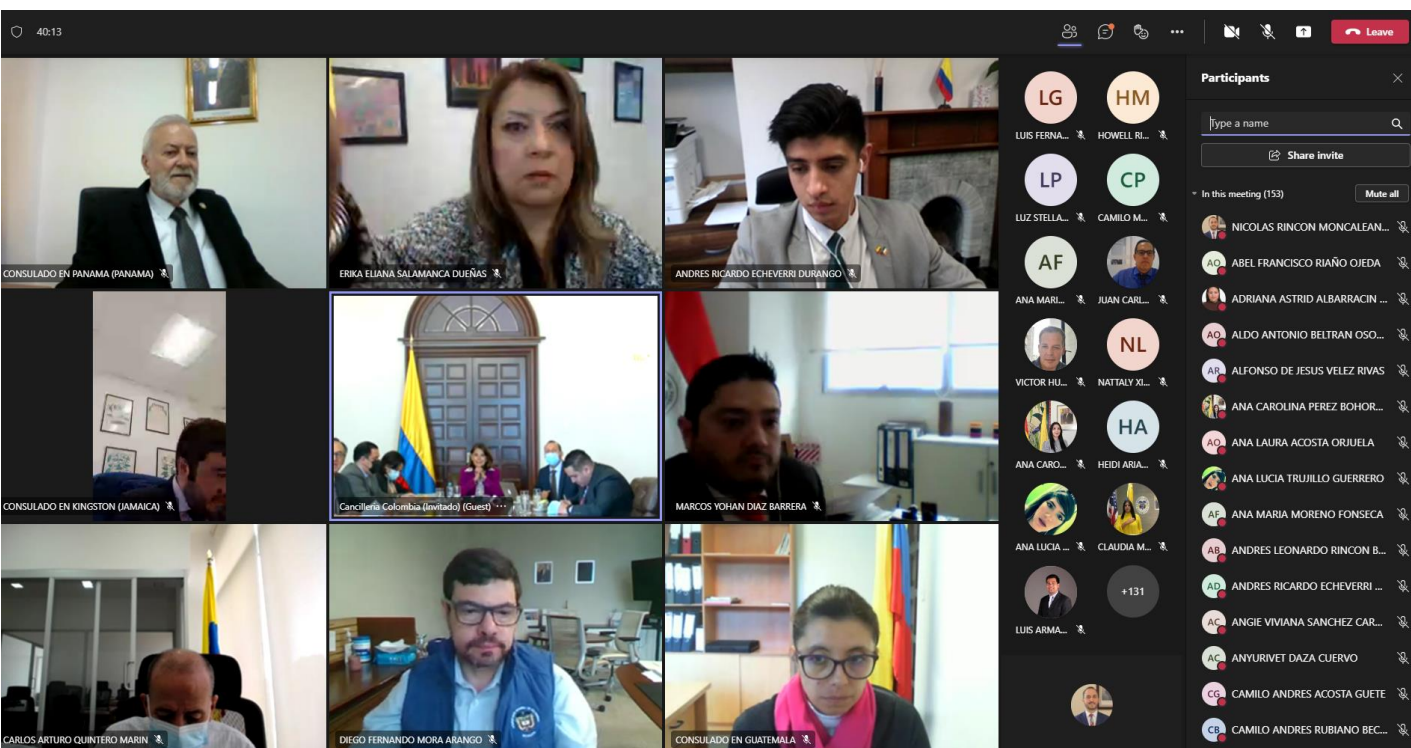 40:13
Leave
CONSULADO EN PANAMA (PANAMA)
ERIKA ELIANA SALAMANCA DUEÑAS
ANDRES RICARDO ECHEVERRI DURANGO
CONSULADO EN KINGSTON (JAMAICA)
Cancillería Colombia (Invitado) (Guest) ...
MARCOS YOHAN DIAZ BARRERA
CARLOS ARTURO QUINTERO MARIN
DIEGO FERNANDO MORA ARANGO
CONSULADO EN GUATEMALA
LG
HM
LUIS FERNA...
HOWELL RI...
LP
CP
LUZ STELLA...
CAMILO M...
AF
ANA MARI...
JUAN CARL...
NL
VICTOR HU...
NATTALY XI...
HA
ANA CARO...
HEIDI ARIA...
ANA LUCIA ...
CLAUDIA M...
+131
LUIS ARMA...
Participants
Type a name
Share invite
In this meeting (153)
Mute all
NICOLAS RINCON MONCALEAN...
AO ABEL FRANCISCO RIAÑO OJEDA
ADRIANA ASTRID ALBARRACIN ...
AO ALDO ANTONIO BELTRAN OSO...
AR ALFONSO DE JESUS VELEZ RIVAS
ANA CAROLINA PEREZ BOHOR...
AO ANA LAURA ACOSTA ORJUELA
ANA LUCIA TRUJILLO GUERRERO
AF ANA MARIA MORENO FONSECA
AB ANDRES LEONARDO RINCON B...
AD ANDRES RICARDO ECHEVERRI ...
AC ANGIE VIVIANA SANCHEZ CAR...
AC ANYURIVET DAZA CUERVO
CG CAMILO ANDRES ACOSTA GUETE
CB CAMILO ANDRES RUBIANO BEC...